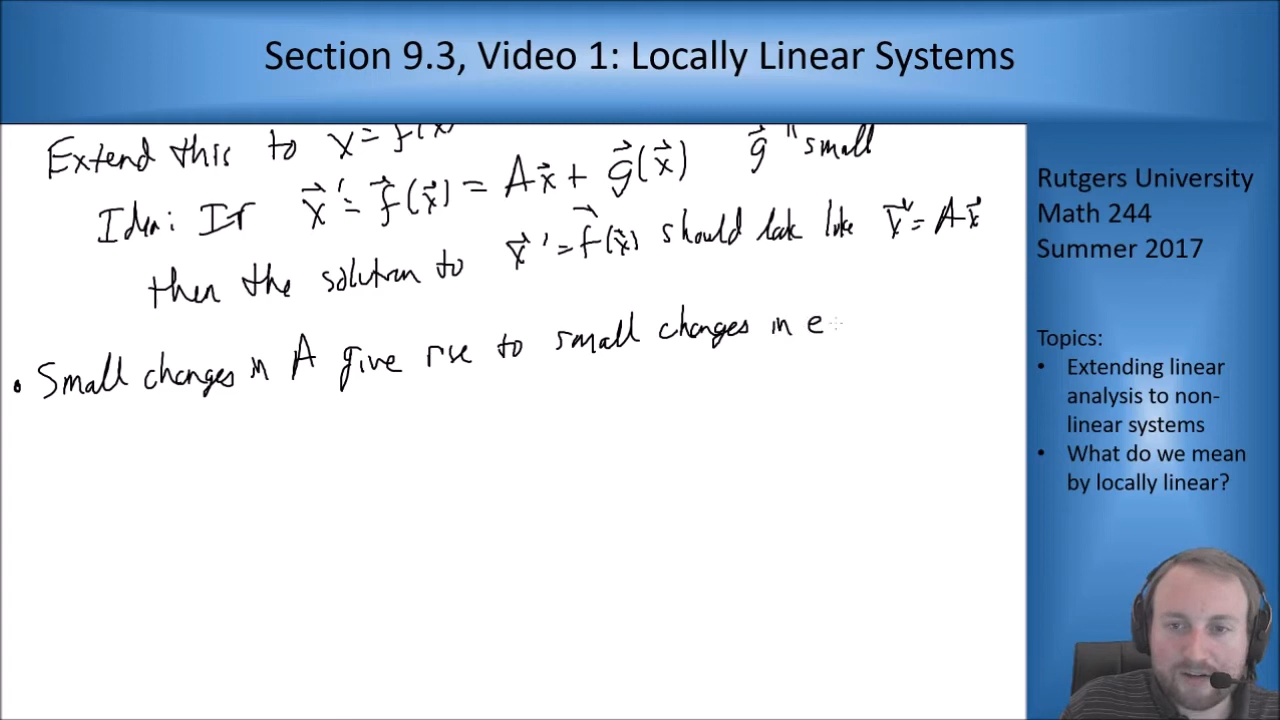 Section 9.3, Video 1: Locally Linear Systems
Extend this to x = f(x
Idea: If x⃗' = f⃗(x⃗) = Ax⃗ + g⃗(x⃗) g⃗ "small
then the solution to x⃗' = f⃗(x⃗) should look like x⃗' = Ax⃗
• Small changes in A give rise to small changes in e
Rutgers University
Math 244
Summer 2017
Topics:
• Extending linear
analysis to non-
linear systems
• What do we mean
by locally linear?